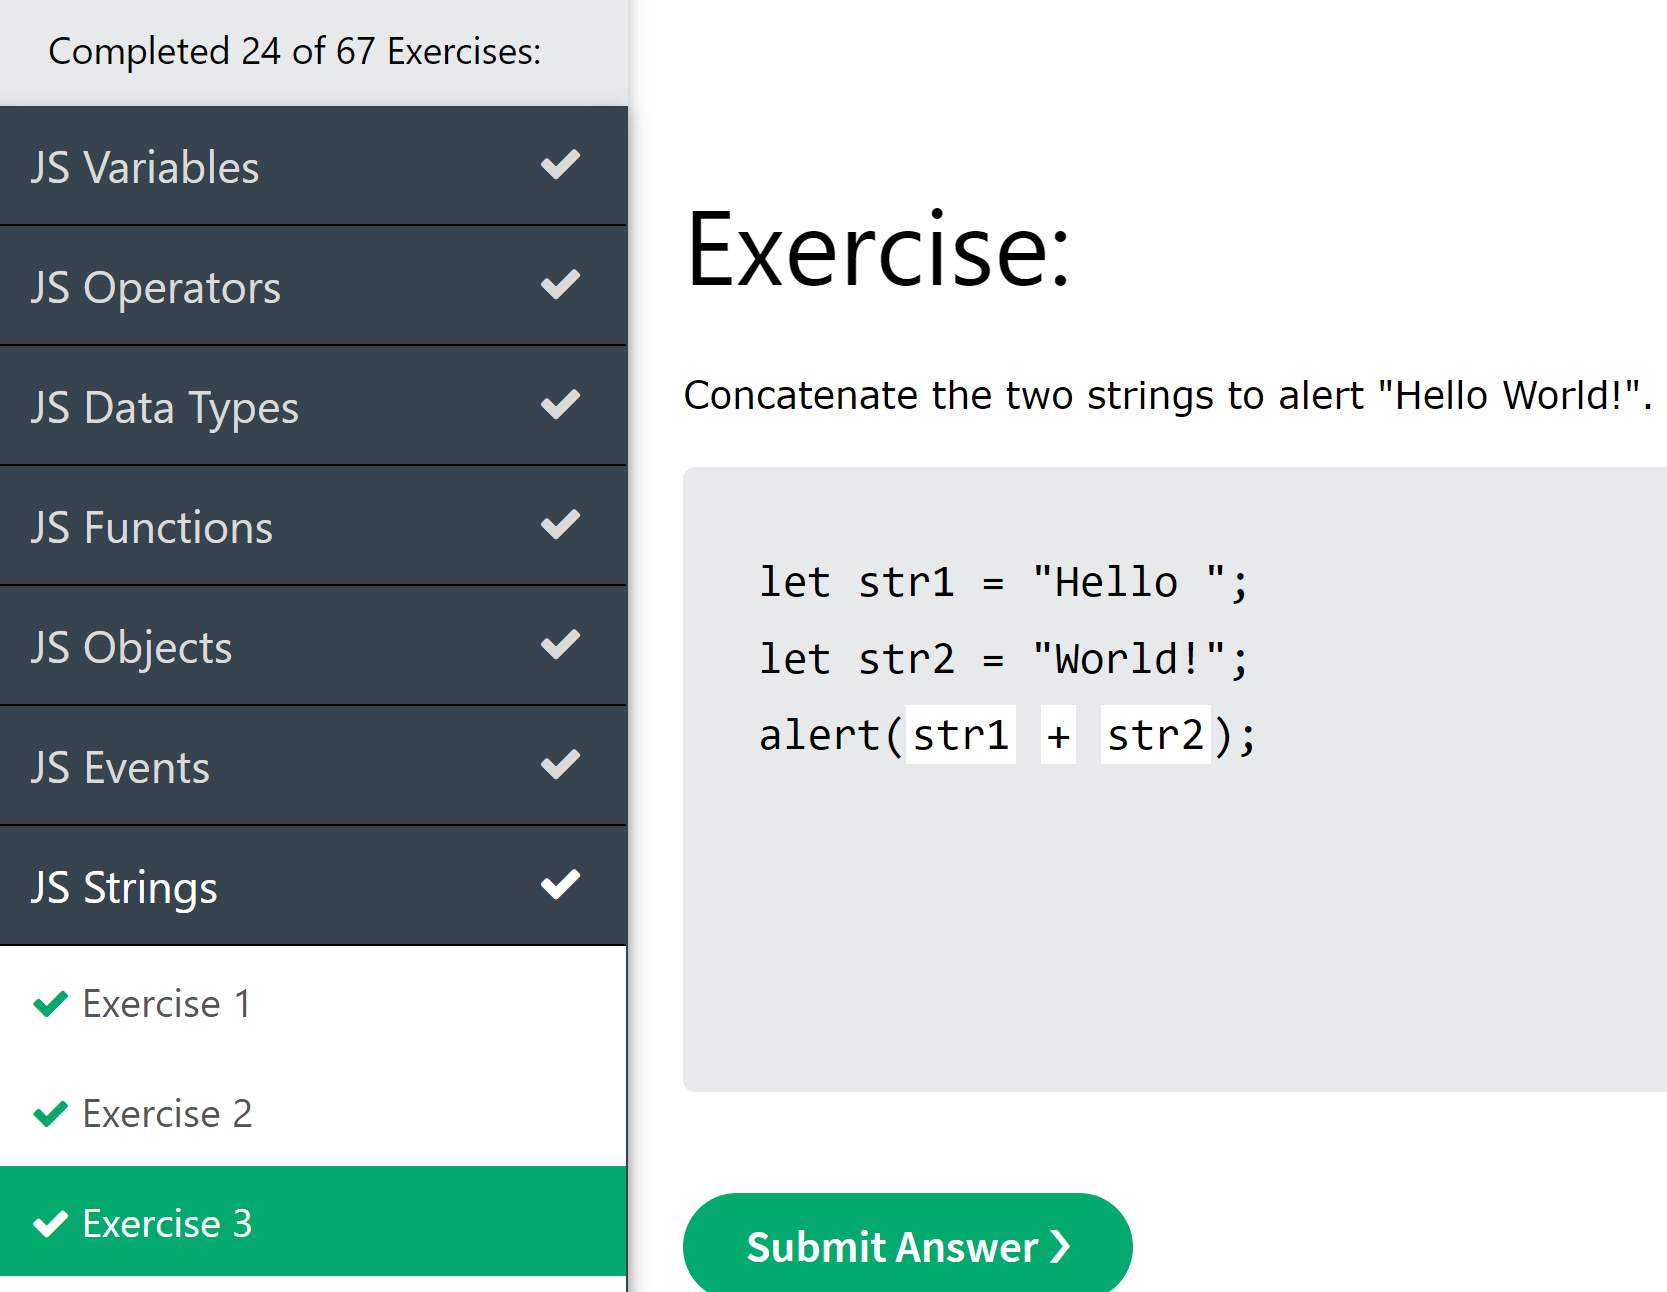 Completed 24 of 67 Exercises:
JS Variables
JS Operators
JS Data Types
JS Functions
JS Objects
JS Events
JS Strings
Exercise 1
Exercise 2
Exercise 3
Exercise:
Concatenate the two strings to alert "Hello World!".
let str1 = "Hello ";
let str2 = "World!";
alert(str1 + str2);
Submit Answer ❯